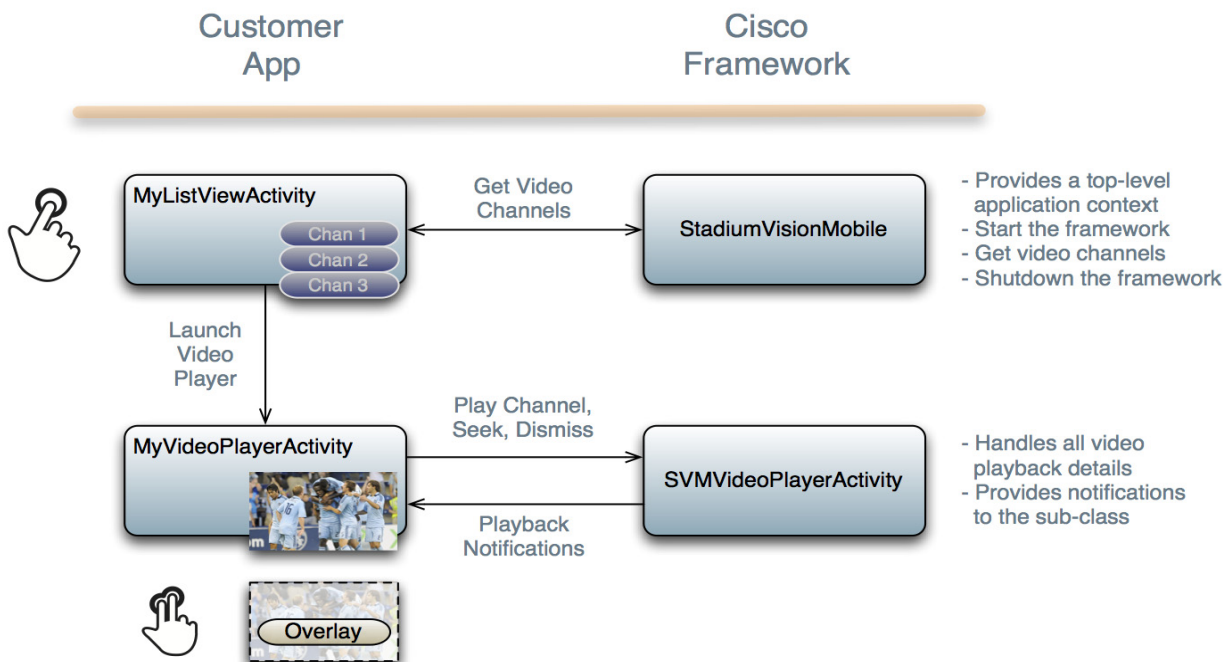 Customer
App
Cisco
Framework
MyListViewActivity
Chan 1
Chan 2
Chan 3
Get Video
Channels
StadiumVisionMobile
- Provides a top-level
application context
- Start the framework
- Get video channels
- Shutdown the framework
Launch
Video
Player
MyVideoPlayerActivity
16
om
Play Channel,
Seek, Dismiss
Playback
Notifications
SVMVideoPlayerActivity
- Handles all video
playback details
- Provides notifications
to the sub-class
Overlay